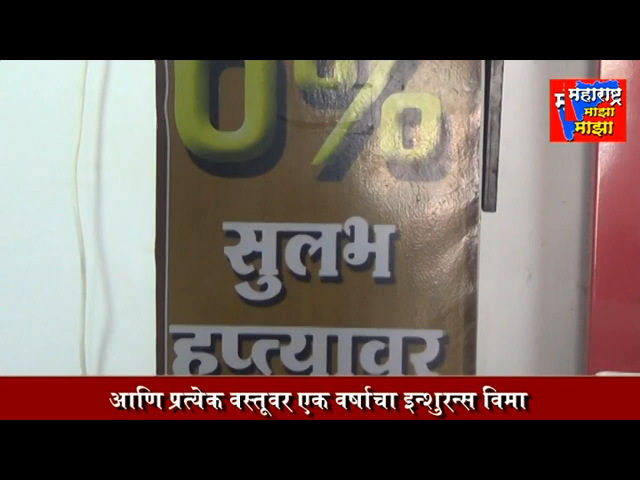 0%
सुलभ
हप्त्यावर
महाराष्ट्र
माझा
माझा
आणि प्रत्येक वस्तूवर एक वर्षाचा इन्शुरन्स विमा